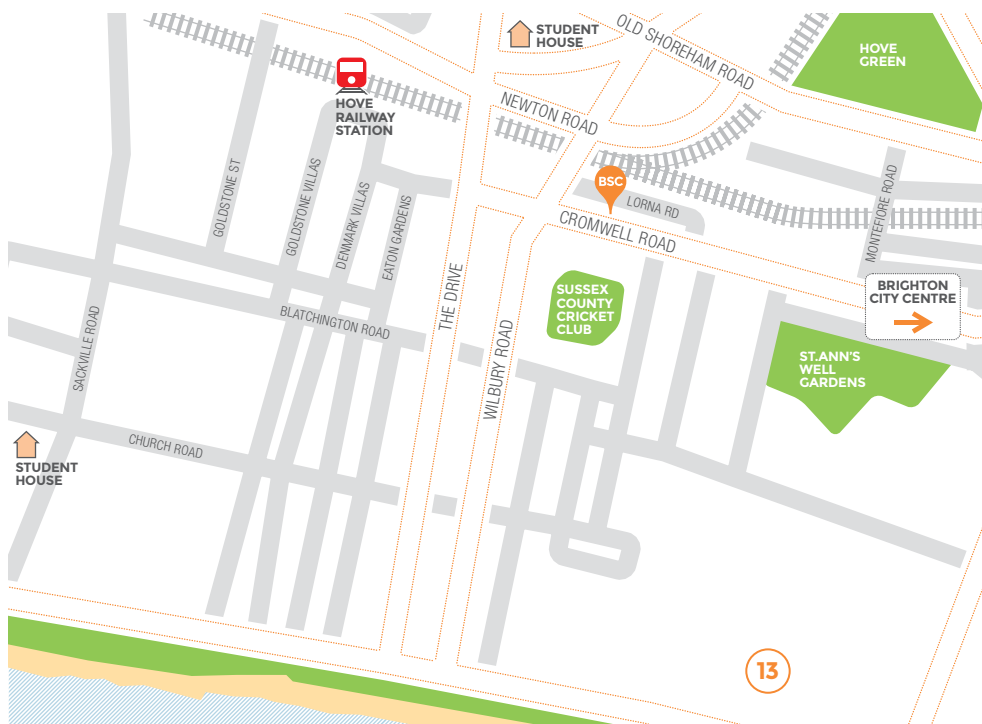 STUDENT
HOUSE
OLD SHOREHAM ROAD
HOVE
GREEN
HOVE
RAILWAY
STATION
NEWTON ROAD
BSC
LORNA RD
CROMWELL ROAD
MONTEFIORE ROAD
GOLDSTONE ST
GOLDSTONE VILLAS
DENMARK VILLAS
EATON GARDENS
THE DRIVE
BRIGHTON
CITY CENTRE
SUSSEX
COUNTY
CRICKET
CLUB
BLATCHINGTON ROAD
SACKVILLE ROAD
WILBURY ROAD
ST.ANN'S
WELL
GARDENS
CHURCH ROAD
STUDENT
HOUSE
13